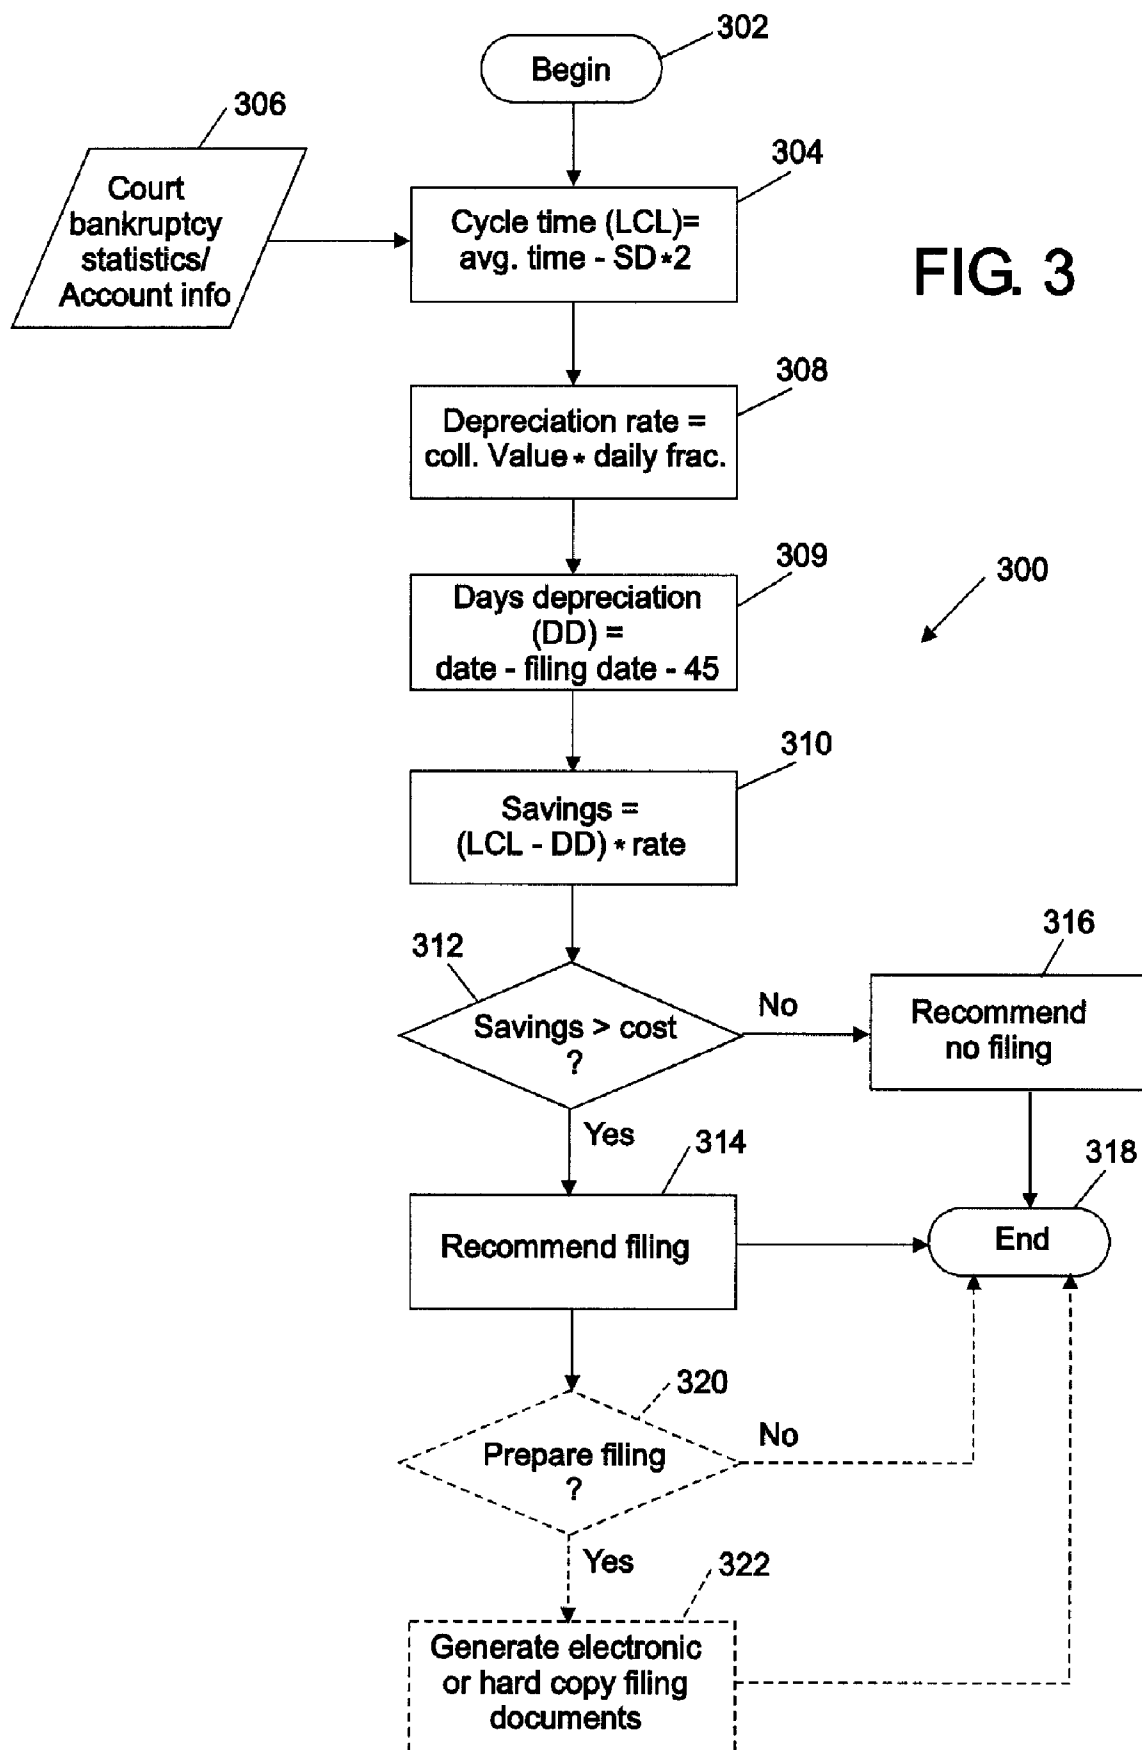 302
Begin
306
304
Court
bankruptcy
statistics/
Account info
Cycle time (LCL)=
avg. time - SD*2
FIG. 3
308
Depreciation rate =
coll. Value * daily frac.
309
300
Days depreciation
(DD) =
date - filing date - 45
310
Savings =
(LCL - DD) * rate
312
316
Savings > cost
?
No
Recommend
no filing
Yes
314
318
Recommend filing
End
320
Prepare filing
?
No
Yes
322
Generate electronic
or hard copy filing
documents